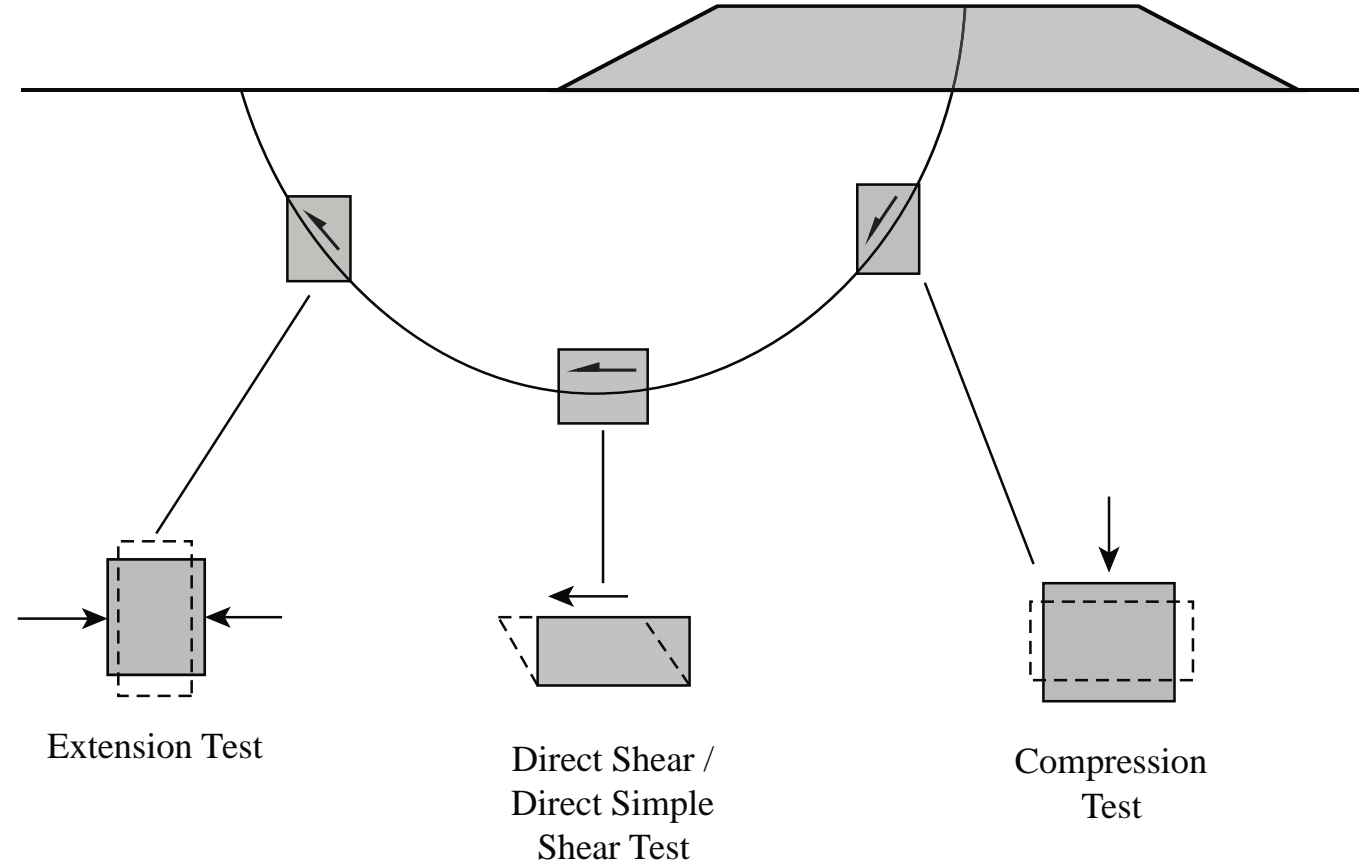 Extension Test
Direct Shear /
Direct Simple
Shear Test
Compression
Test